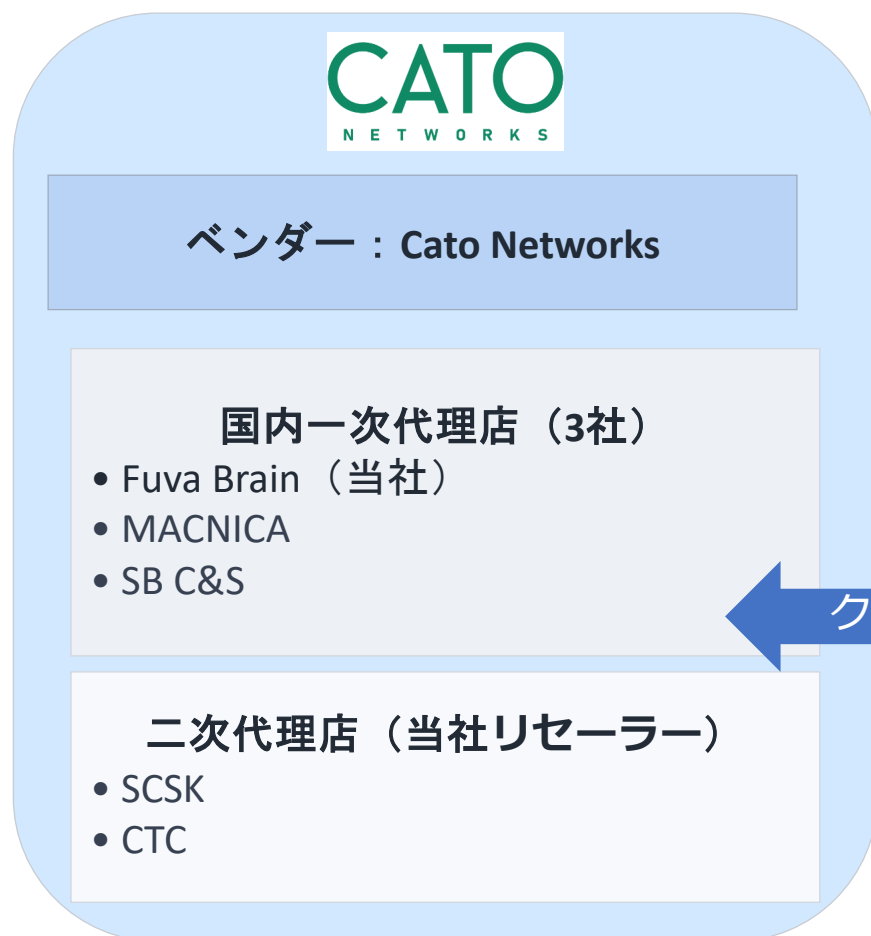 CATO
NETWORKS
ベンダー：Cato Networks
国内一次代理店（3社）
• Fuva Brain（当社）
• MACNICA
• SB C&S
ク
二次代理店（当社リセーラー）
• SCSK
• CTC